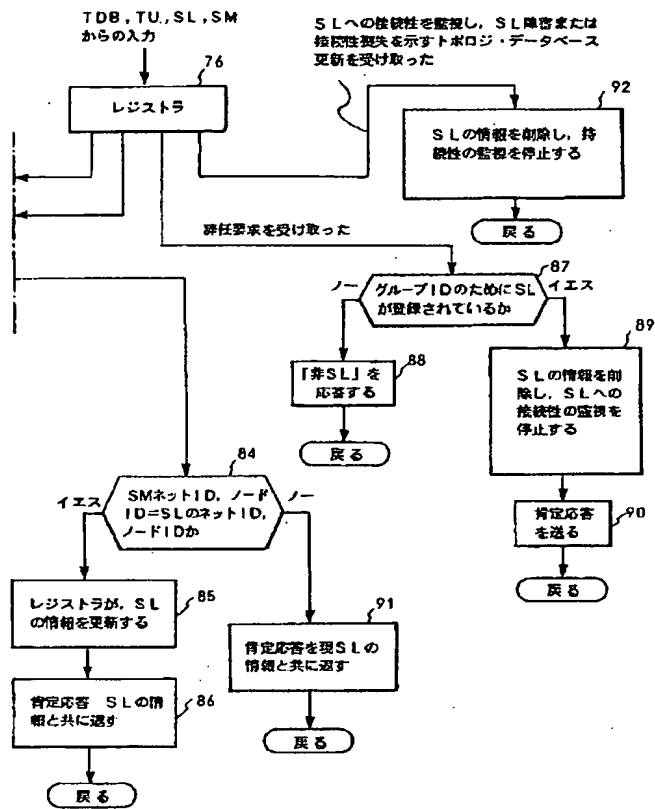 TDB,TU,SL,SM
からの入力
76
レジストラ
SLへの接続性を監視し,SL障害または
接続性喪失を示すトポロジ・データベース
更新を受け取った
92
SLの情報を削除し,持
続性の監視を停止する
戻る
辞任要求を受け取った
87
ノー
グループIDのためにSL
が登録されているか
イエス
88
「非SL」を
応答する
戻る
89
SLの情報を削
除し,SLへの
接続性の監視を
停止する
肯定応答
を送る
90
戻る
84
イエス
SMネットID,ノード
ID=SLのネットID,
ノードIDか
ノー
85
レジストラが,SL
の情報を更新する
肯定応答 SLの情
報と共に返す
86
戻る
91
肯定応答を現SLの
情報と共に返す
戻る